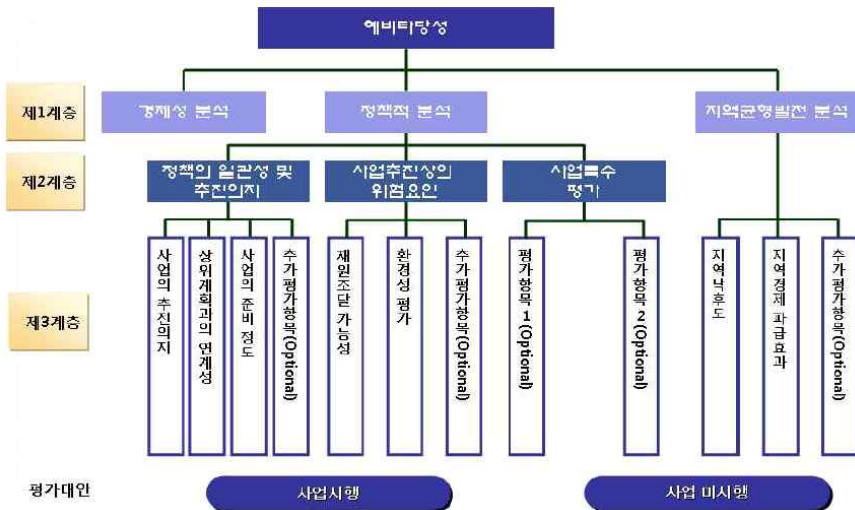 예비타당성
제1계층
경제성 분석
정책적 분석
지역균형발전 분석
제2계층
정책의 일관성 및
추진의지
사업추진상의
위험요인
사업특수
평가
제3계층
사업의 추진의지
상위계획과의 연계성
사업의 준비 정도
추가평가항목(Optional)
재원조달 가능성
환경성 평가
추가평가항목(Optional)
평가항목 1 (Optional)
평가항목 2 (Optional)
지역낙후도
지역경제 파급효과
추가평가항목(Optional)
평가대안
사업시행
사업 미시행